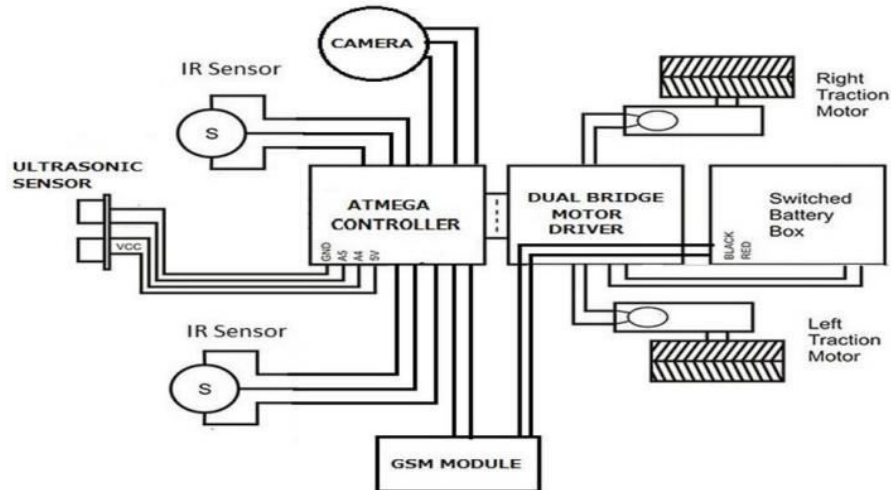 CAMERA
IR Sensor
S
Right
Traction
Motor
ULTRASONIC
SENSOR
VCC
ATMEGA
CONTROLLER
GND
A5
A4
5V
DUAL BRIDGE
MOTOR
DRIVER
Switched
Battery
Box
BLACK
RED
IR Sensor
S
Left
Traction
Motor
GSM MODULE